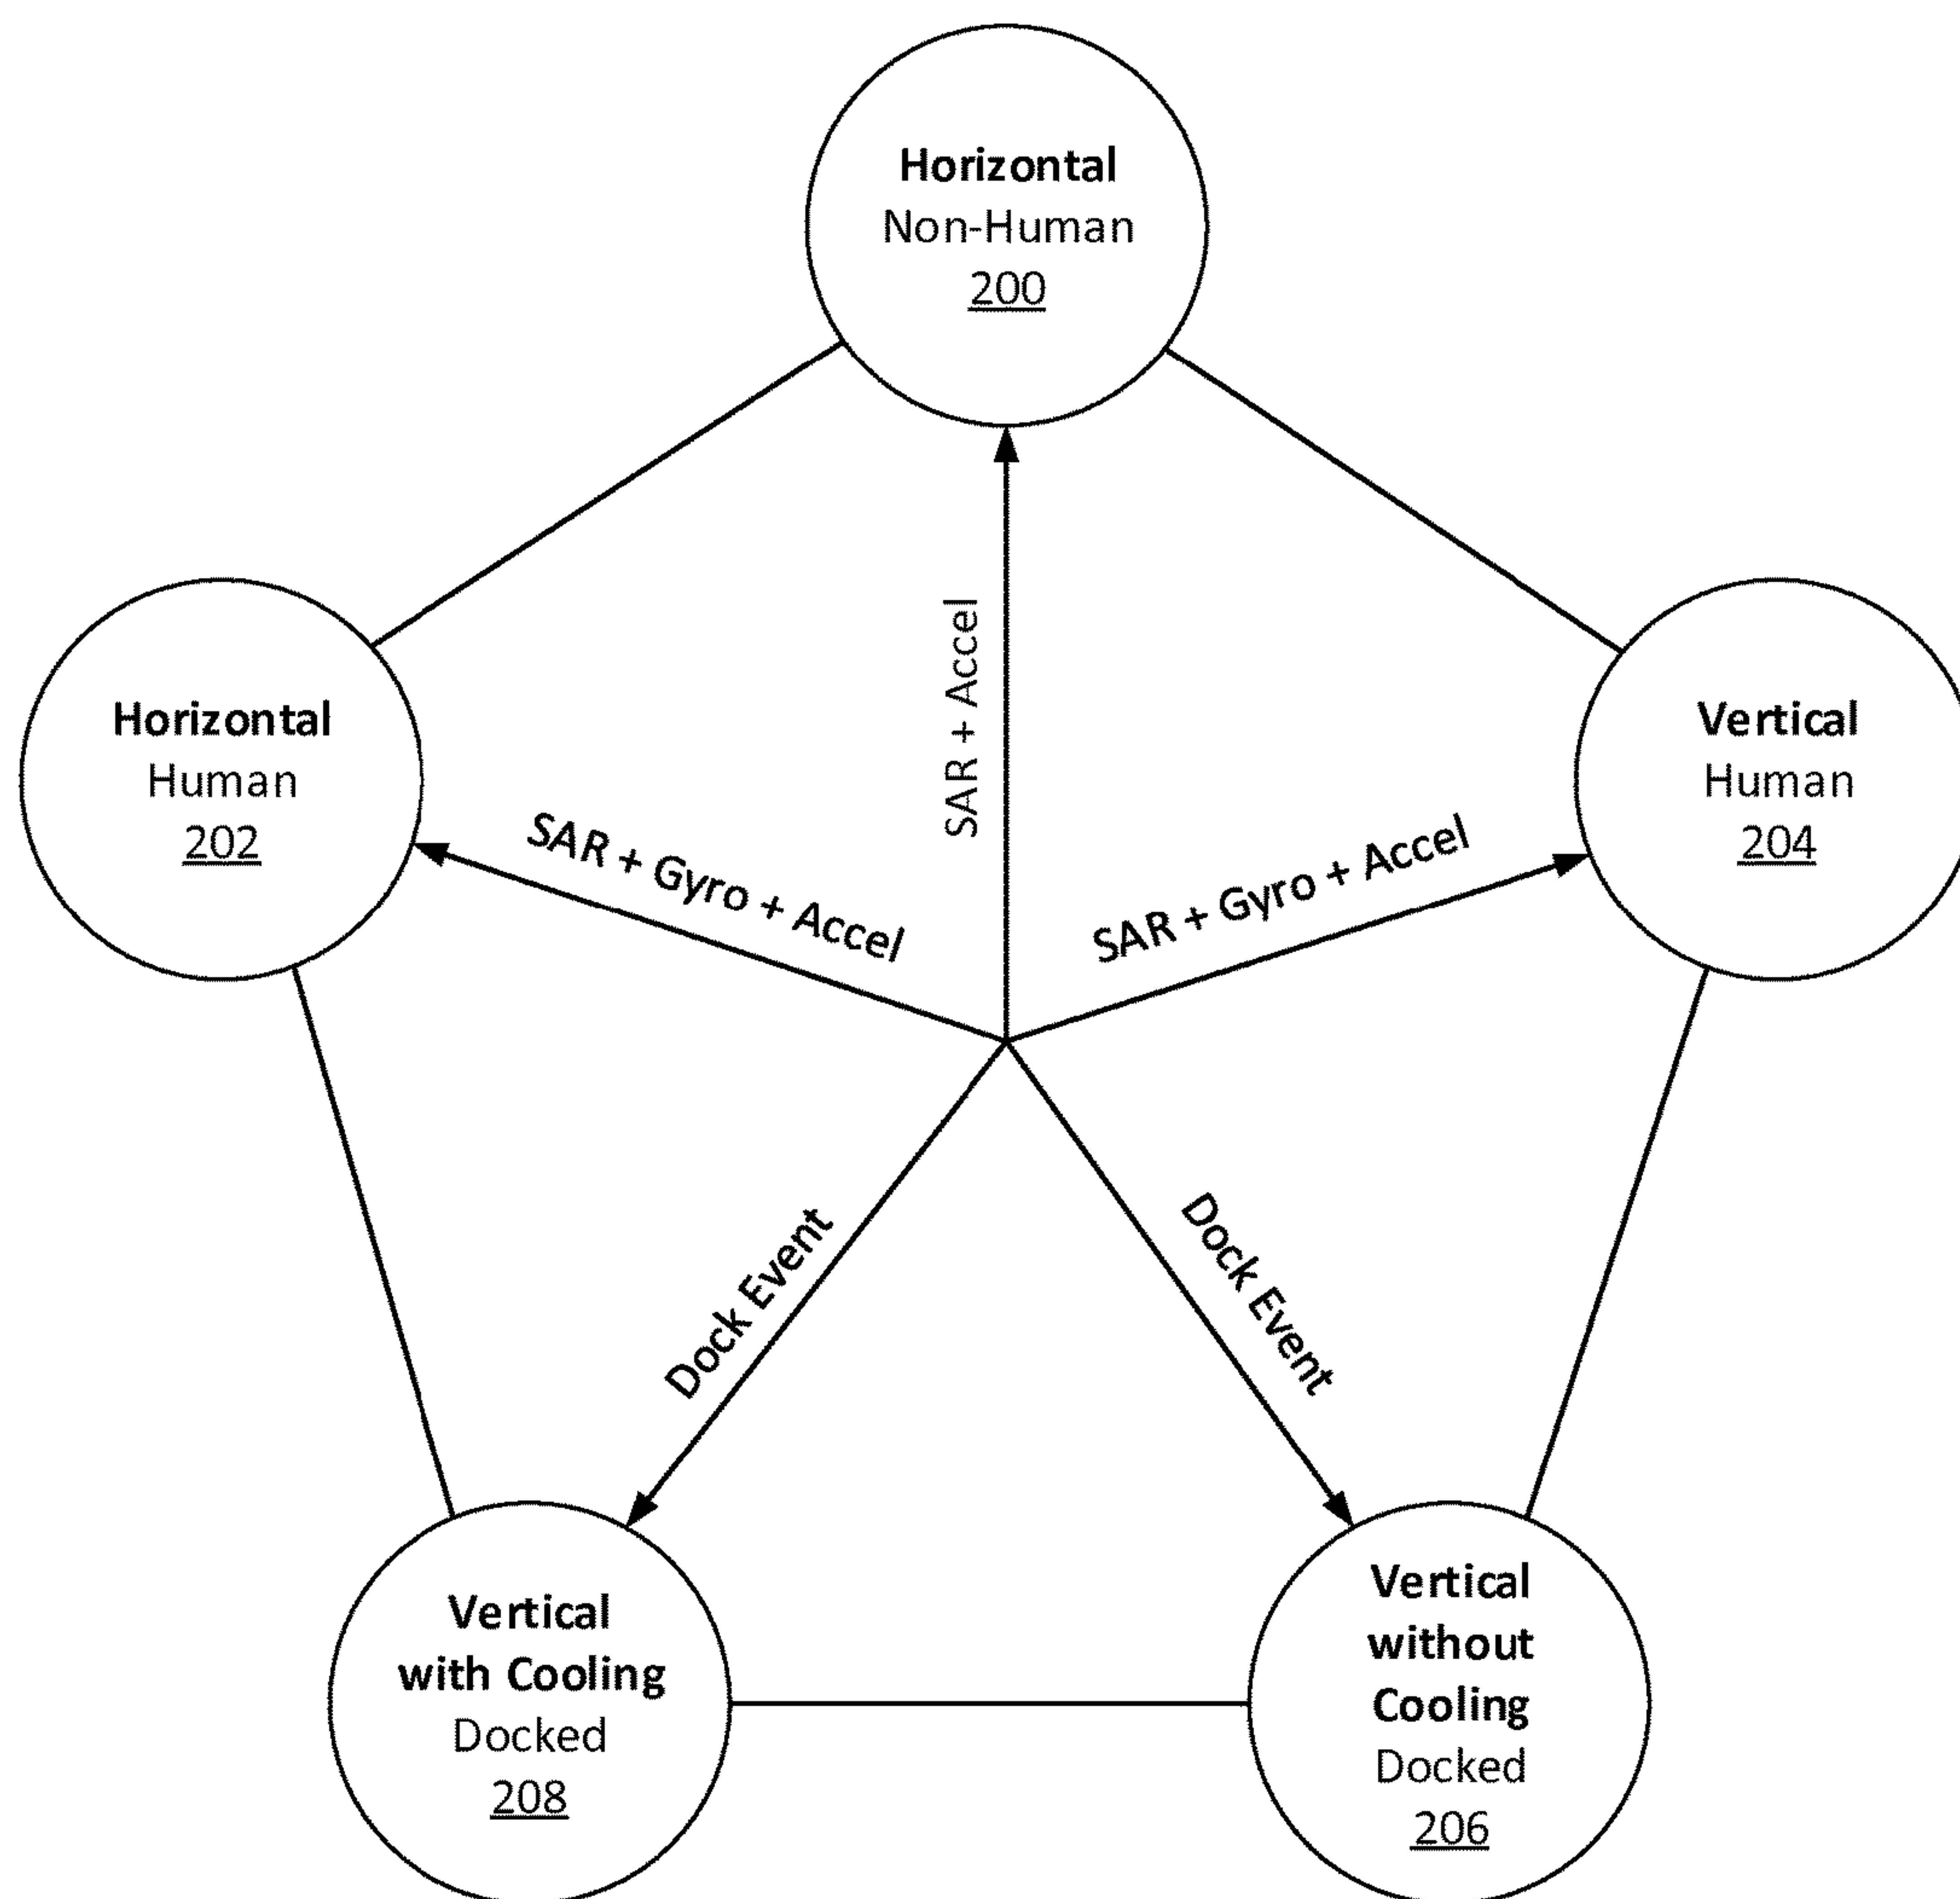 Horizontal
Non-Human
200
SAR + Accel
Horizontal
Human
202
SAR + Gyro + Accel
SAR + Gyro + Accel
Vertical
Human
204
Dock Event
Dock Event
Vertical
with Cooling
Docked
208
Vertical
without
Cooling
Docked
206